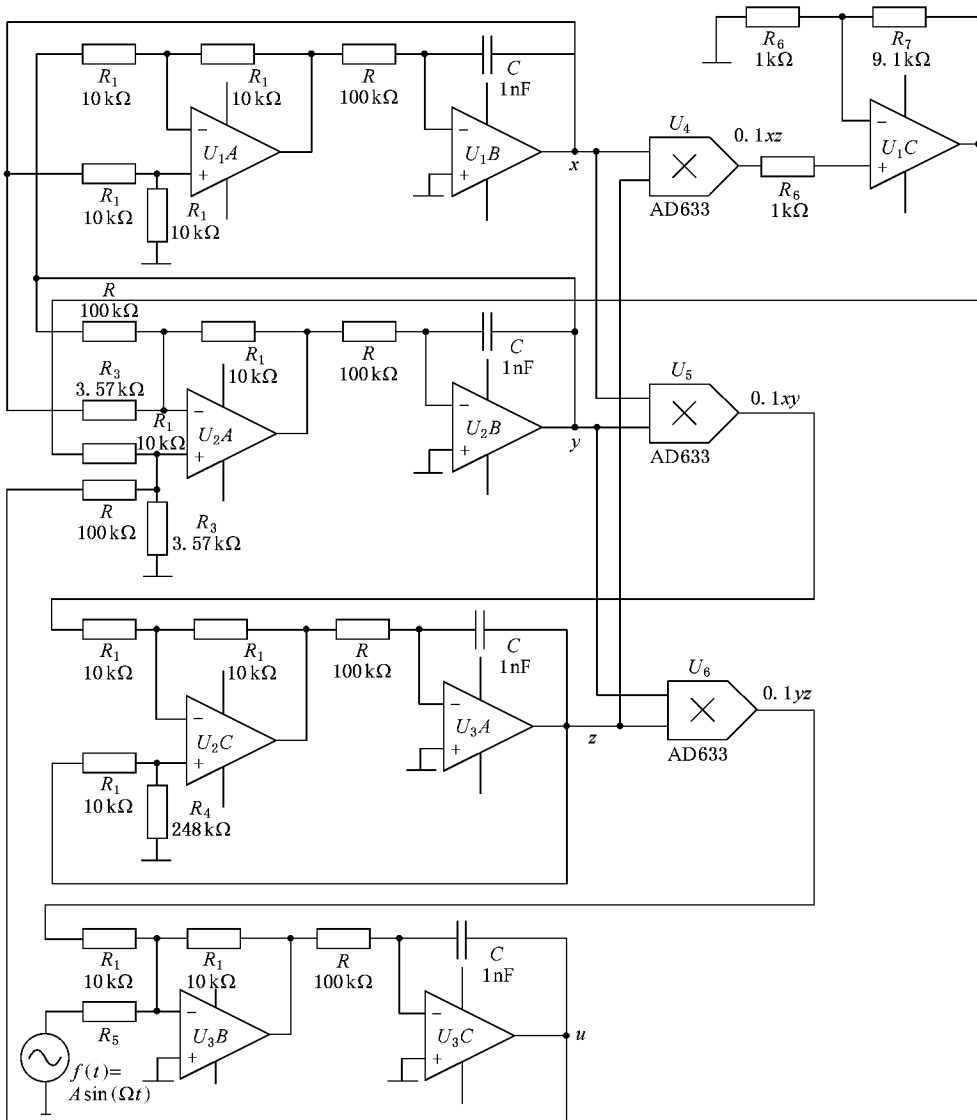 R6
1kΩ
R7
9.1kΩ
R1
10kΩ
R1
10kΩ
R
100kΩ
C
1nF
U1A
U1B
x
U4
0.1xz
AD633
R6
1kΩ
U1C
R1
10kΩ
R1
10kΩ
R
100kΩ
R1
10kΩ
R
100kΩ
C
1nF
R3
3.57kΩ
R1
10kΩ
U2A
U2B
y
U5
0.1xy
AD633
R
100kΩ
R3
3.57kΩ
R1
10kΩ
R1
10kΩ
R
100kΩ
C
1nF
U2C
U3A
z
U6
0.1yz
AD633
R1
10kΩ
R4
248kΩ
R1
10kΩ
R1
10kΩ
R
100kΩ
C
1nF
R5
U3B
U3C
u
f(t)=
A sin(Ωt)